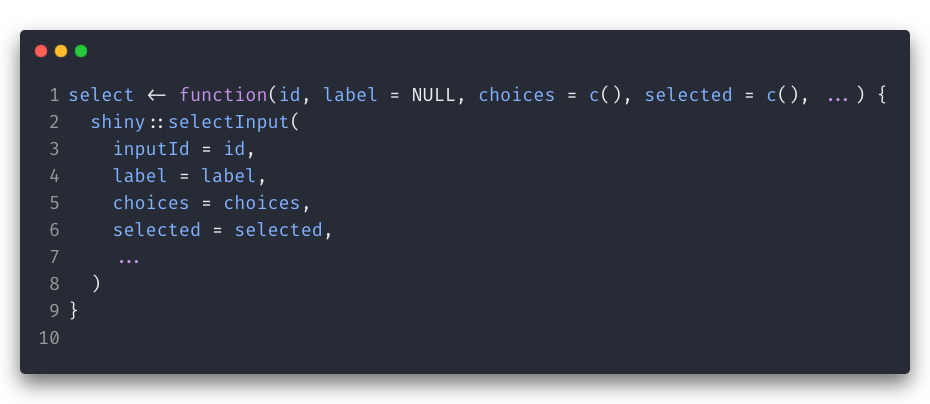 1 select <- function(id, label = NULL, choices = c(), selected = c(), ...) {
2   shiny::selectInput(
3     inputId = id,
4     label = label,
5     choices = choices,
6     selected = selected,
7     ...
8   )
9 }
10